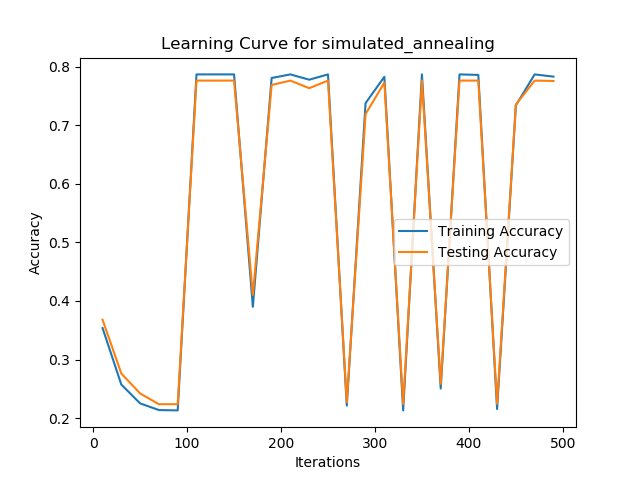 Learning Curve for simulated_annealing
0.8
0.7
0.6
0.5
0.4
0.3
0.2
Accuracy
Training Accuracy
Testing Accuracy
0
100
200
300
400
500
Iterations